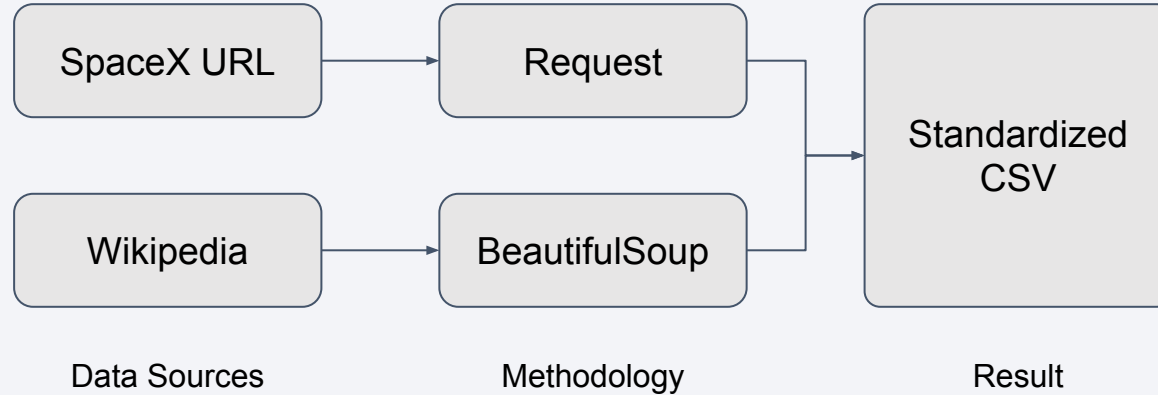 SpaceX URL
Request
Standardized
CSV
Wikipedia
BeautifulSoup
Data Sources
Methodology
Result